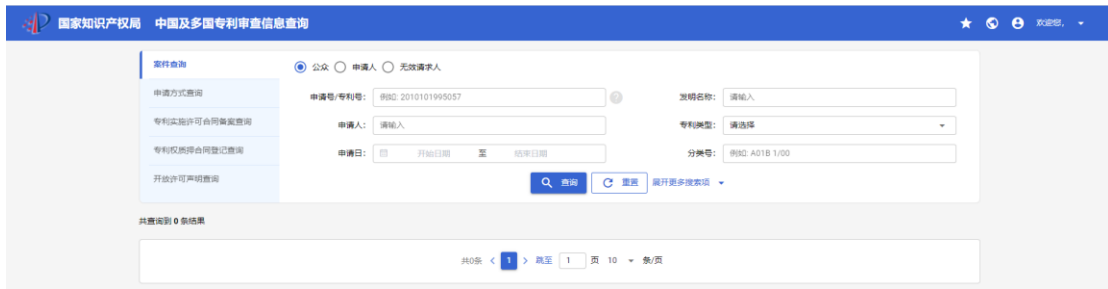 国家知识产权局 中国及多国专利审查信息查询 欢迎您,
案件查询
申请方式查询
专利实施许可合同备案查询
专利权质押合同登记查询
开放许可声明查询
公众 申请人 无效请求人
申请号/专利号: 例如: 2010101995057 发明名称: 请输入
申请人: 请输入 专利类型: 请选择
申请日: 开始日期 至 结束日期 分类号: 例如: A01B 1/00
查询 重置 展开更多搜索项
共查询到 0 条结果
共0条 < 1 > 跳至 1 页 10 条/页